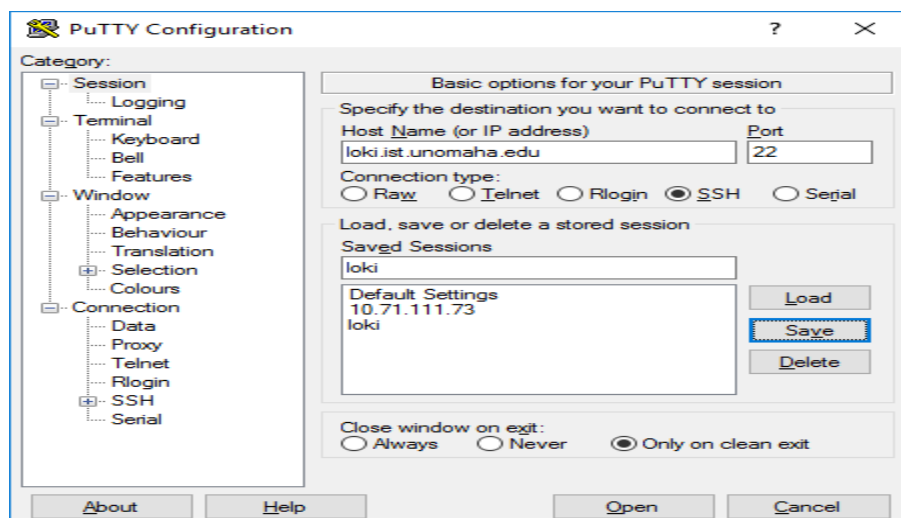 PuTTY Configuration
?
Category:
Session
Logging
Terminal
Keyboard
Bell
Features
Window
Appearance
Behaviour
Translation
Selection
Colours
Connection
Data
Proxy
Telnet
Rlogin
SSH
Serial
Basic options for your PuTTY session
Specify the destination you want to connect to
Host Name (or IP address) Port
loki.ist.unomaha.edu 22
Connection type:
Raw Telnet Rlogin SSH Serial
Load, save or delete a stored session
Saved Sessions
loki
Default Settings
10.71.111.73
loki
Load
Save
Delete
Close window on exit:
Always Never Only on clean exit
About Help Open Cancel